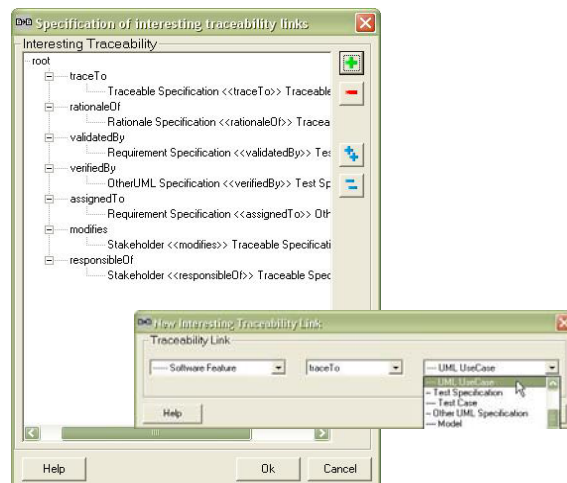 Specification of interesting traceability links
Interesting Traceability
root
traceTo
Traceable Specification <<traceTo>> Traceable
rationaleOf
Rationale Specification <<rationaleOf>> Tracea
validatedBy
Requirement Specification <<validatedBy>> Tes
verifiedBy
OtherUML Specification <<verifiedBy>> Test Sp
assignedTo
Requirement Specification <<assignedTo>> Oth
modifies
Stakeholder <<modifies>> Traceable Specificati
responsibleOf
Stakeholder <<responsibleOf>> Traceable Spec
New Interesting Traceability Link
Traceability Link
---- Software Feature
traceTo
--- UML UseCase
--- UML UseCase
-- Test Specification
--- Test Case
-- Other UML Specification
--- Model
Help
Help
Ok
Cancel